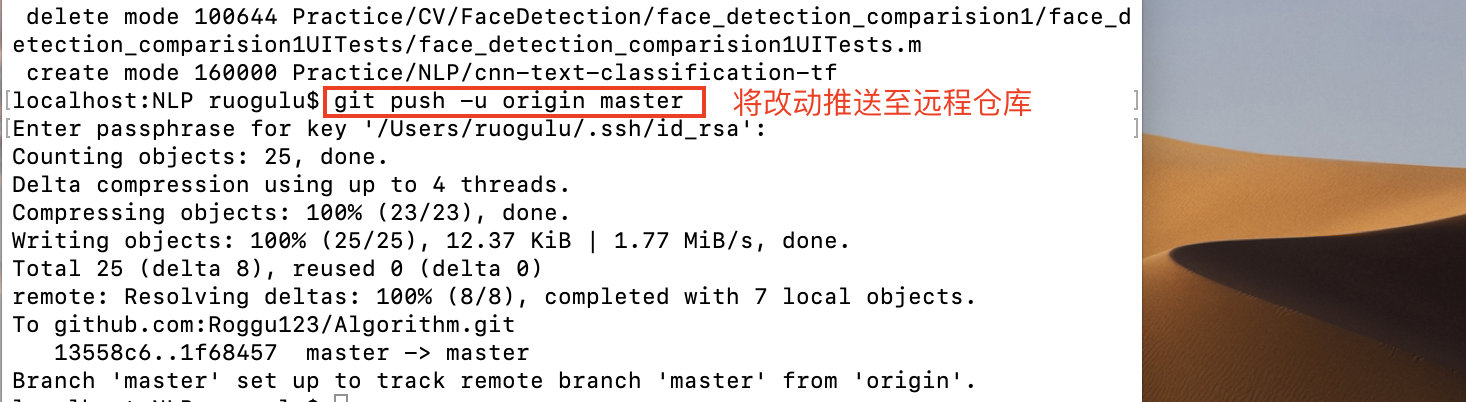 delete mode 100644 Practice/CV/FaceDetection/face_detection_comparision1/face_d
etection_comparision1UITests/face_detection_comparision1UITests.m
 create mode 160000 Practice/NLP/cnn-text-classification-tf
[localhost:NLP ruogulu$ git push -u origin master 将改动推送至远程仓库 ]
[Enter passphrase for key '/Users/ruogulu/.ssh/id_rsa': ]
Counting objects: 25, done.
Delta compression using up to 4 threads.
Compressing objects: 100% (23/23), done.
Writing objects: 100% (25/25), 12.37 KiB | 1.77 MiB/s, done.
Total 25 (delta 8), reused 0 (delta 0)
remote: Resolving deltas: 100% (8/8), completed with 7 local objects.
To github.com:Roggu123/Algorithm.git
   13558c6..1f68457  master -> master
Branch 'master' set up to track remote branch 'master' from 'origin'.